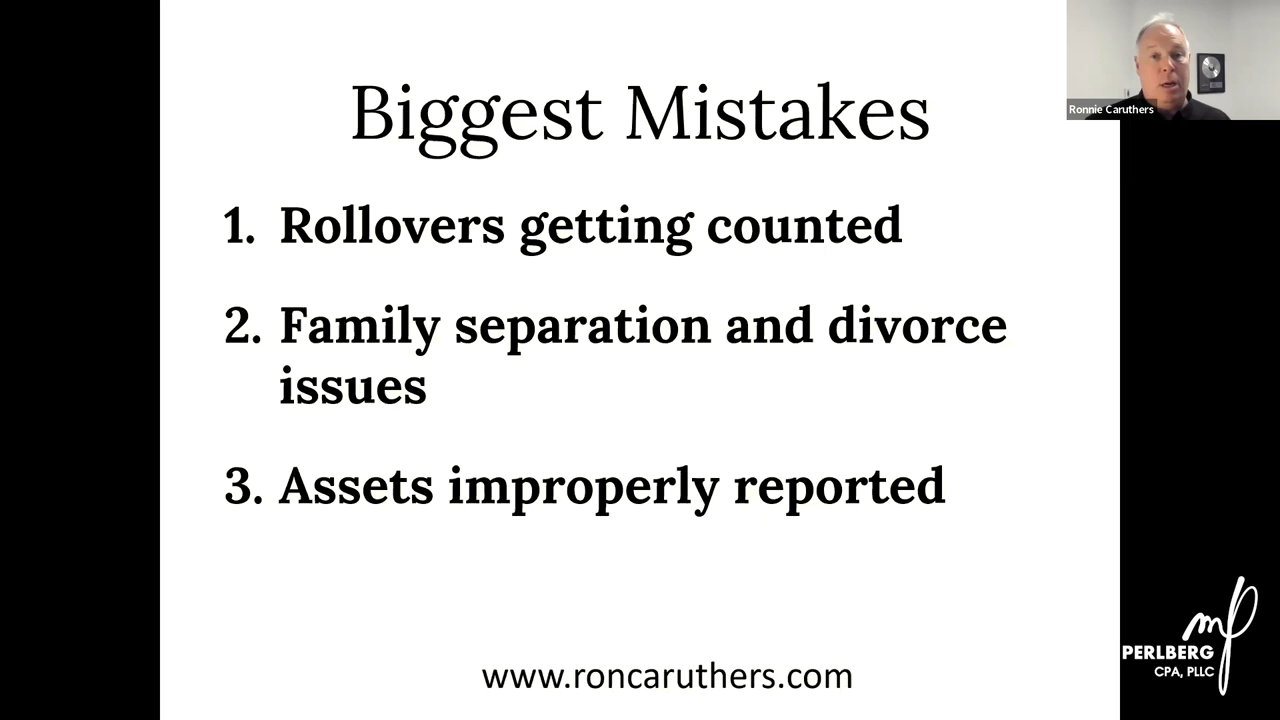 Biggest Mistakes
Ronnie Caruthers
1. Rollovers getting counted
2. Family separation and divorce
issues
3. Assets improperly reported
www.roncaruthers.com
mp
PERLBERG
CPA, PLLC